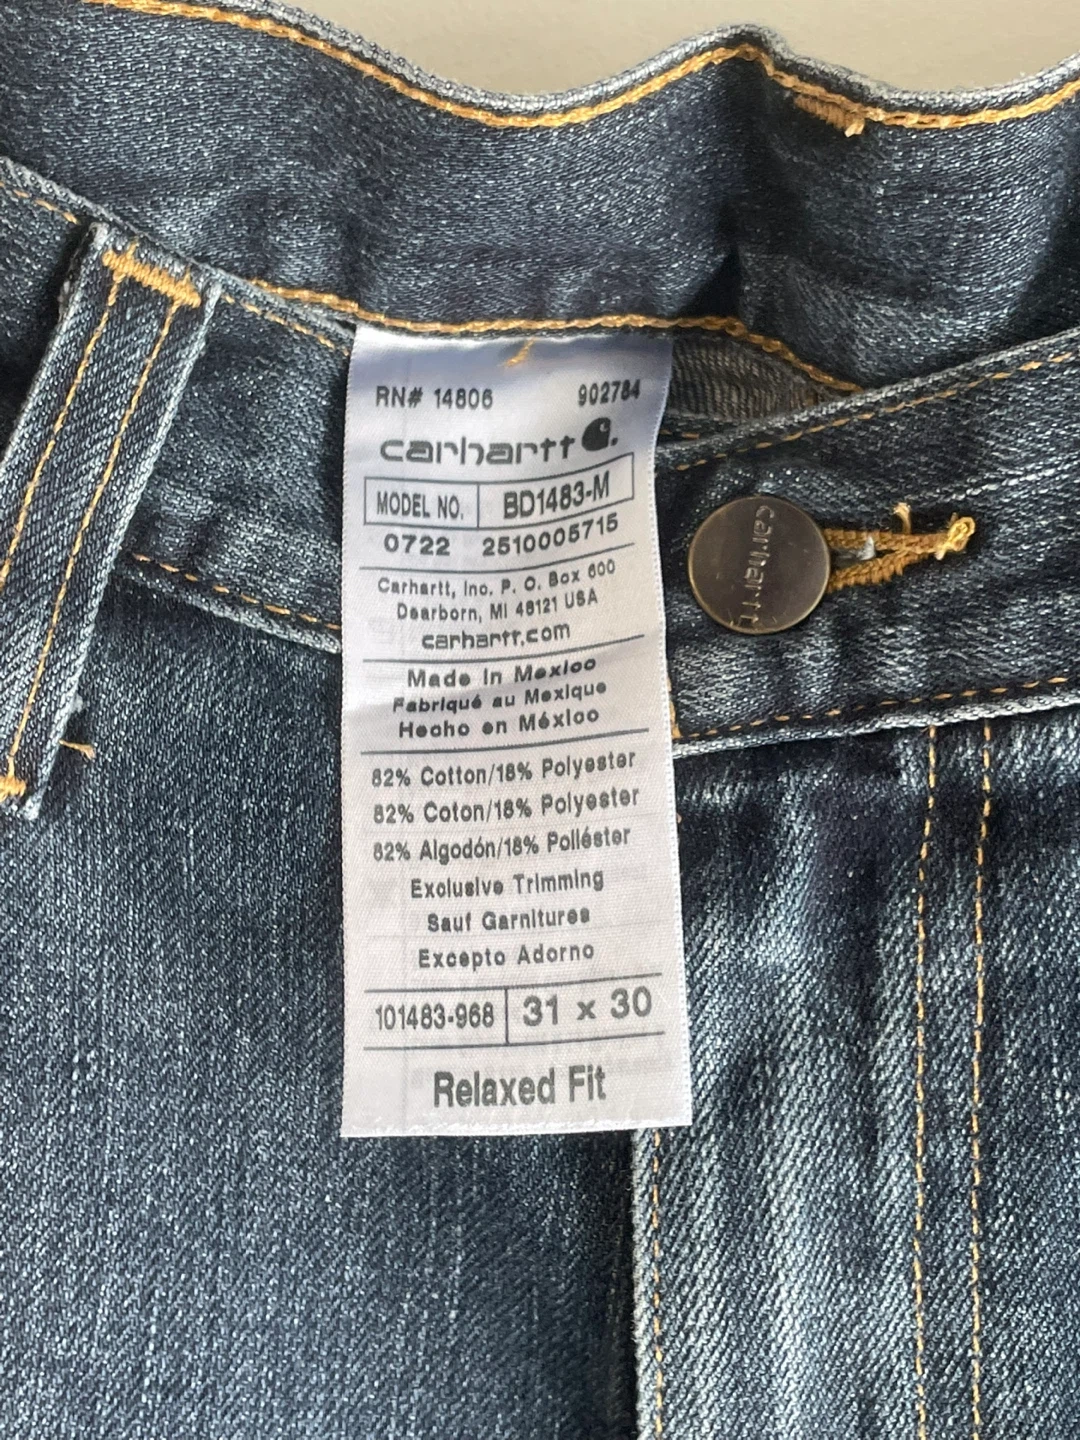 RN# 14806 902784
carhartt
MODEL NO. BD1483-M
0722 2510005715
Carhartt, Inc. P. O. Box 600
Dearborn, MI 48121 USA
carhartt.com
Made in Mexico
Fabriqué au Mexique
Hecho en México
82% Cotton/18% Polyester
82% Coton/18% Polyester
82% Algodón/18% Poliéster
Exclusive Trimming
Sauf Garnitures
Excepto Adorno
101483-968 31 x 30
Relaxed Fit
carhartt